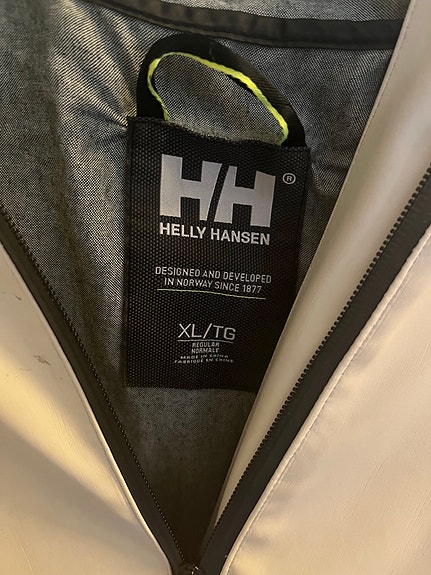 HH®
HELLY HANSEN
DESIGNED AND DEVELOPED
IN NORWAY SINCE 1877
XL/TG
REGULAR
NORMALE
MADE IN CHINA
FABRIQUÉ EN CHINE